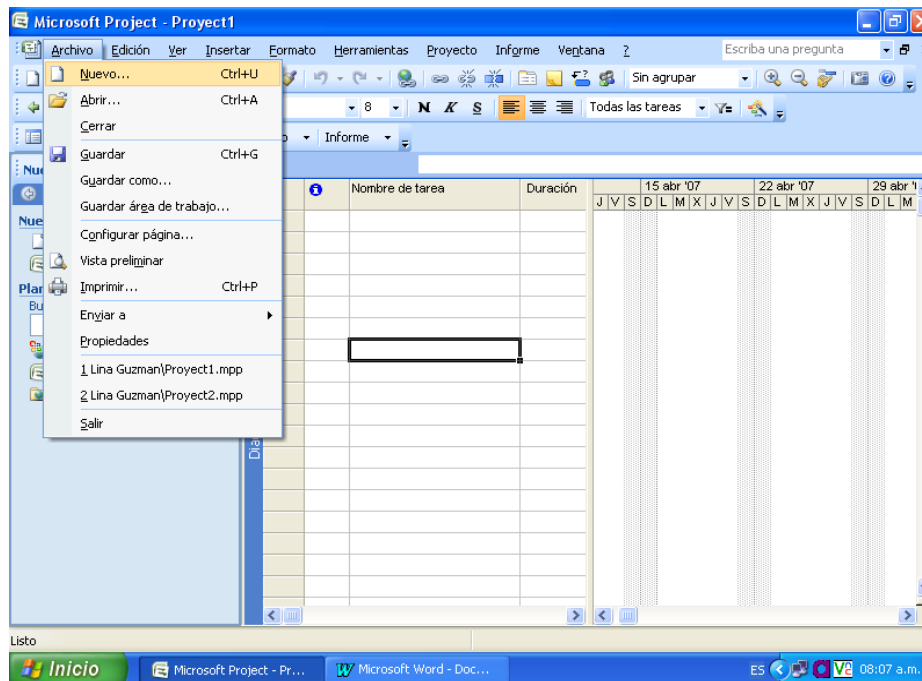 Microsoft Project - Proyect1
Archivo Edición Ver Insertar Formato Herramientas Proyecto Informe Ventana ? Escriba una pregunta
Nuevo... Ctrl+U
Sin agrupar
Abrir... Ctrl+A
8 N K S Todas las tareas
Cerrar
Informe
Guardar Ctrl+G
Guardar como...
Guardar área de trabajo...
Configurar página...
Vista preliminar
Imprimir... Ctrl+P
Enviar a
Propiedades
1 Lina Guzman\Proyect1.mpp
2 Lina Guzman\Proyect2.mpp
Salir
Nombre de tarea Duración
15 abr '07 22 abr '07 29 abr
J V S D L M X J V S D L M X J V S D L M
Listo
Inicio Microsoft Project - Pr... Microsoft Word - Doc... ES 08:07 a.m.